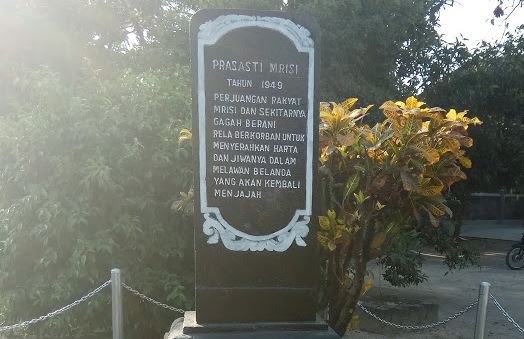 PRASASTI MRISI
TAHUN 1949
PERJUANGAN RAKYAT
MRISI DAN SEKITARNYA
GAGAH BERANI
RELA BERKORBAN UNTUK
MENYERAHKAN HARTA
DAN JIWANYA DALAM
MELAWAN BELANDA
YANG AKAN KEMBALI
MENJAJAH